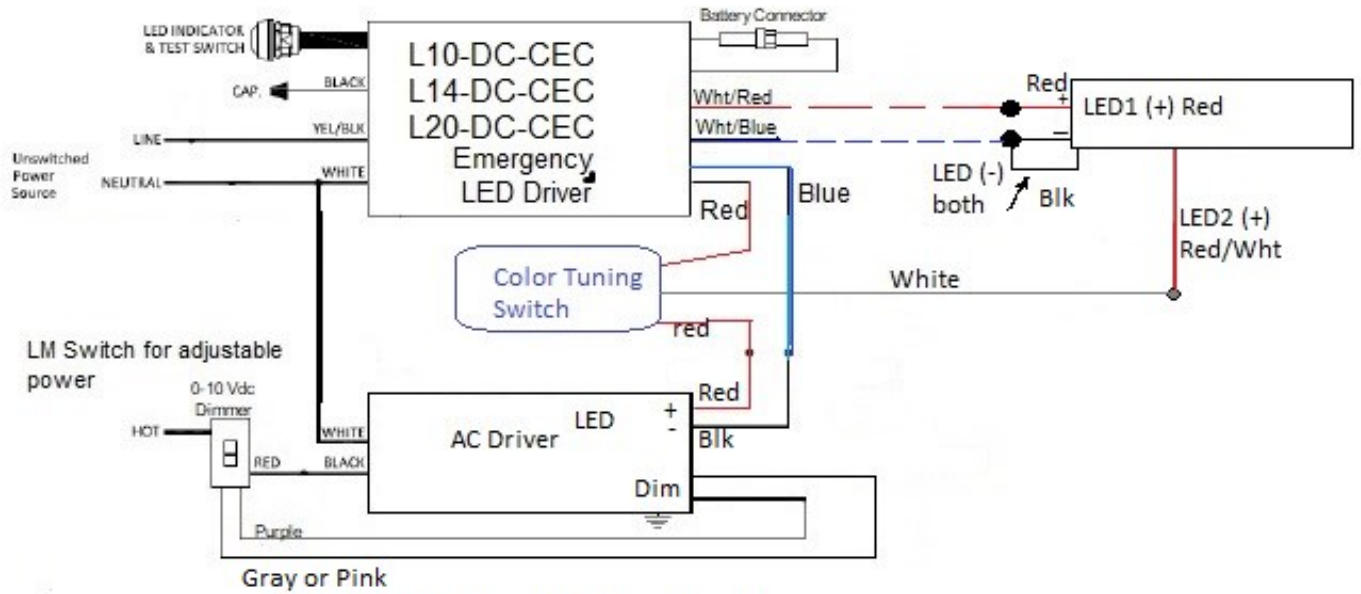 Battery Connector
LED INDICATOR
& TEST SWITCH
L10-DC-CEC
L14-DC-CEC
L20-DC-CEC
Emergency
LED Driver
CAP.
BLACK
Wht/Red
Red
+
LED1 (+) Red
LINE
YEL/BLK
Wht/Blue
–
Unswitched
Power
Source
NEUTRAL
WHITE
LED (-)
both
Blk
Red
Blue
LED2 (+)
Red/Wht
Color Tuning
Switch
White
red
LM Switch for adjustable
power
0-10 Vdc
Dimmer
HOT
WHITE
RED
BLACK
AC Driver
LED
+
-
Red
Blk
Dim
Purple
Gray or Pink